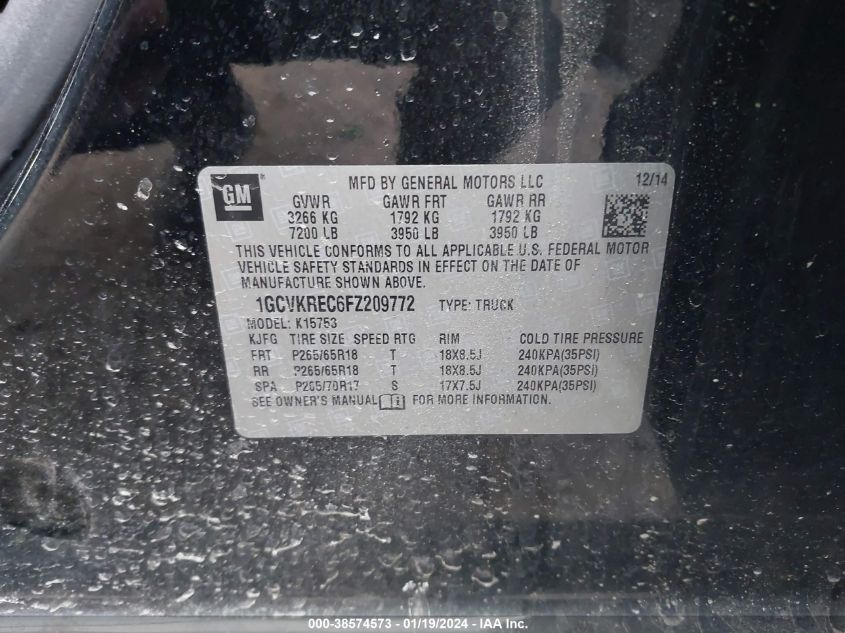 GM
MFD BY GENERAL MOTORS LLC 12/14
GVWR GAWR FRT GAWR RR
3266 KG 1792 KG 1792 KG
7200 LB 3950 LB 3950 LB
THIS VEHICLE CONFORMS TO ALL APPLICABLE U.S. FEDERAL MOTOR
VEHICLE SAFETY STANDARDS IN EFFECT ON THE DATE OF
MANUFACTURE SHOWN ABOVE.
1GCVKREC6FZ209772 TYPE: TRUCK
MODEL: K15753
KJFG TIRE SIZE SPEED RTG RIM COLD TIRE PRESSURE
FRT P265/65R18 T 18X8.5J 240KPA(35PSI)
RR P265/65R18 T 18X8.5J 240KPA(35PSI)
SPA P265/70R17 S 17X7.5J 240KPA(35PSI)
SEE OWNER'S MANUAL FOR MORE INFORMATION.
000-38574573 - 01/19/2024 - 1/1 - IAA Inc.